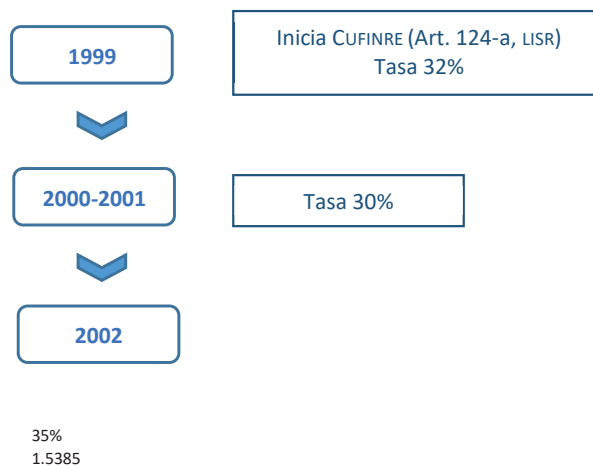 1999
Inicia CUFINRE (Art. 124-a, LISR)
Tasa 32%
2000-2001
Tasa 30%
2002
35%
1.5385